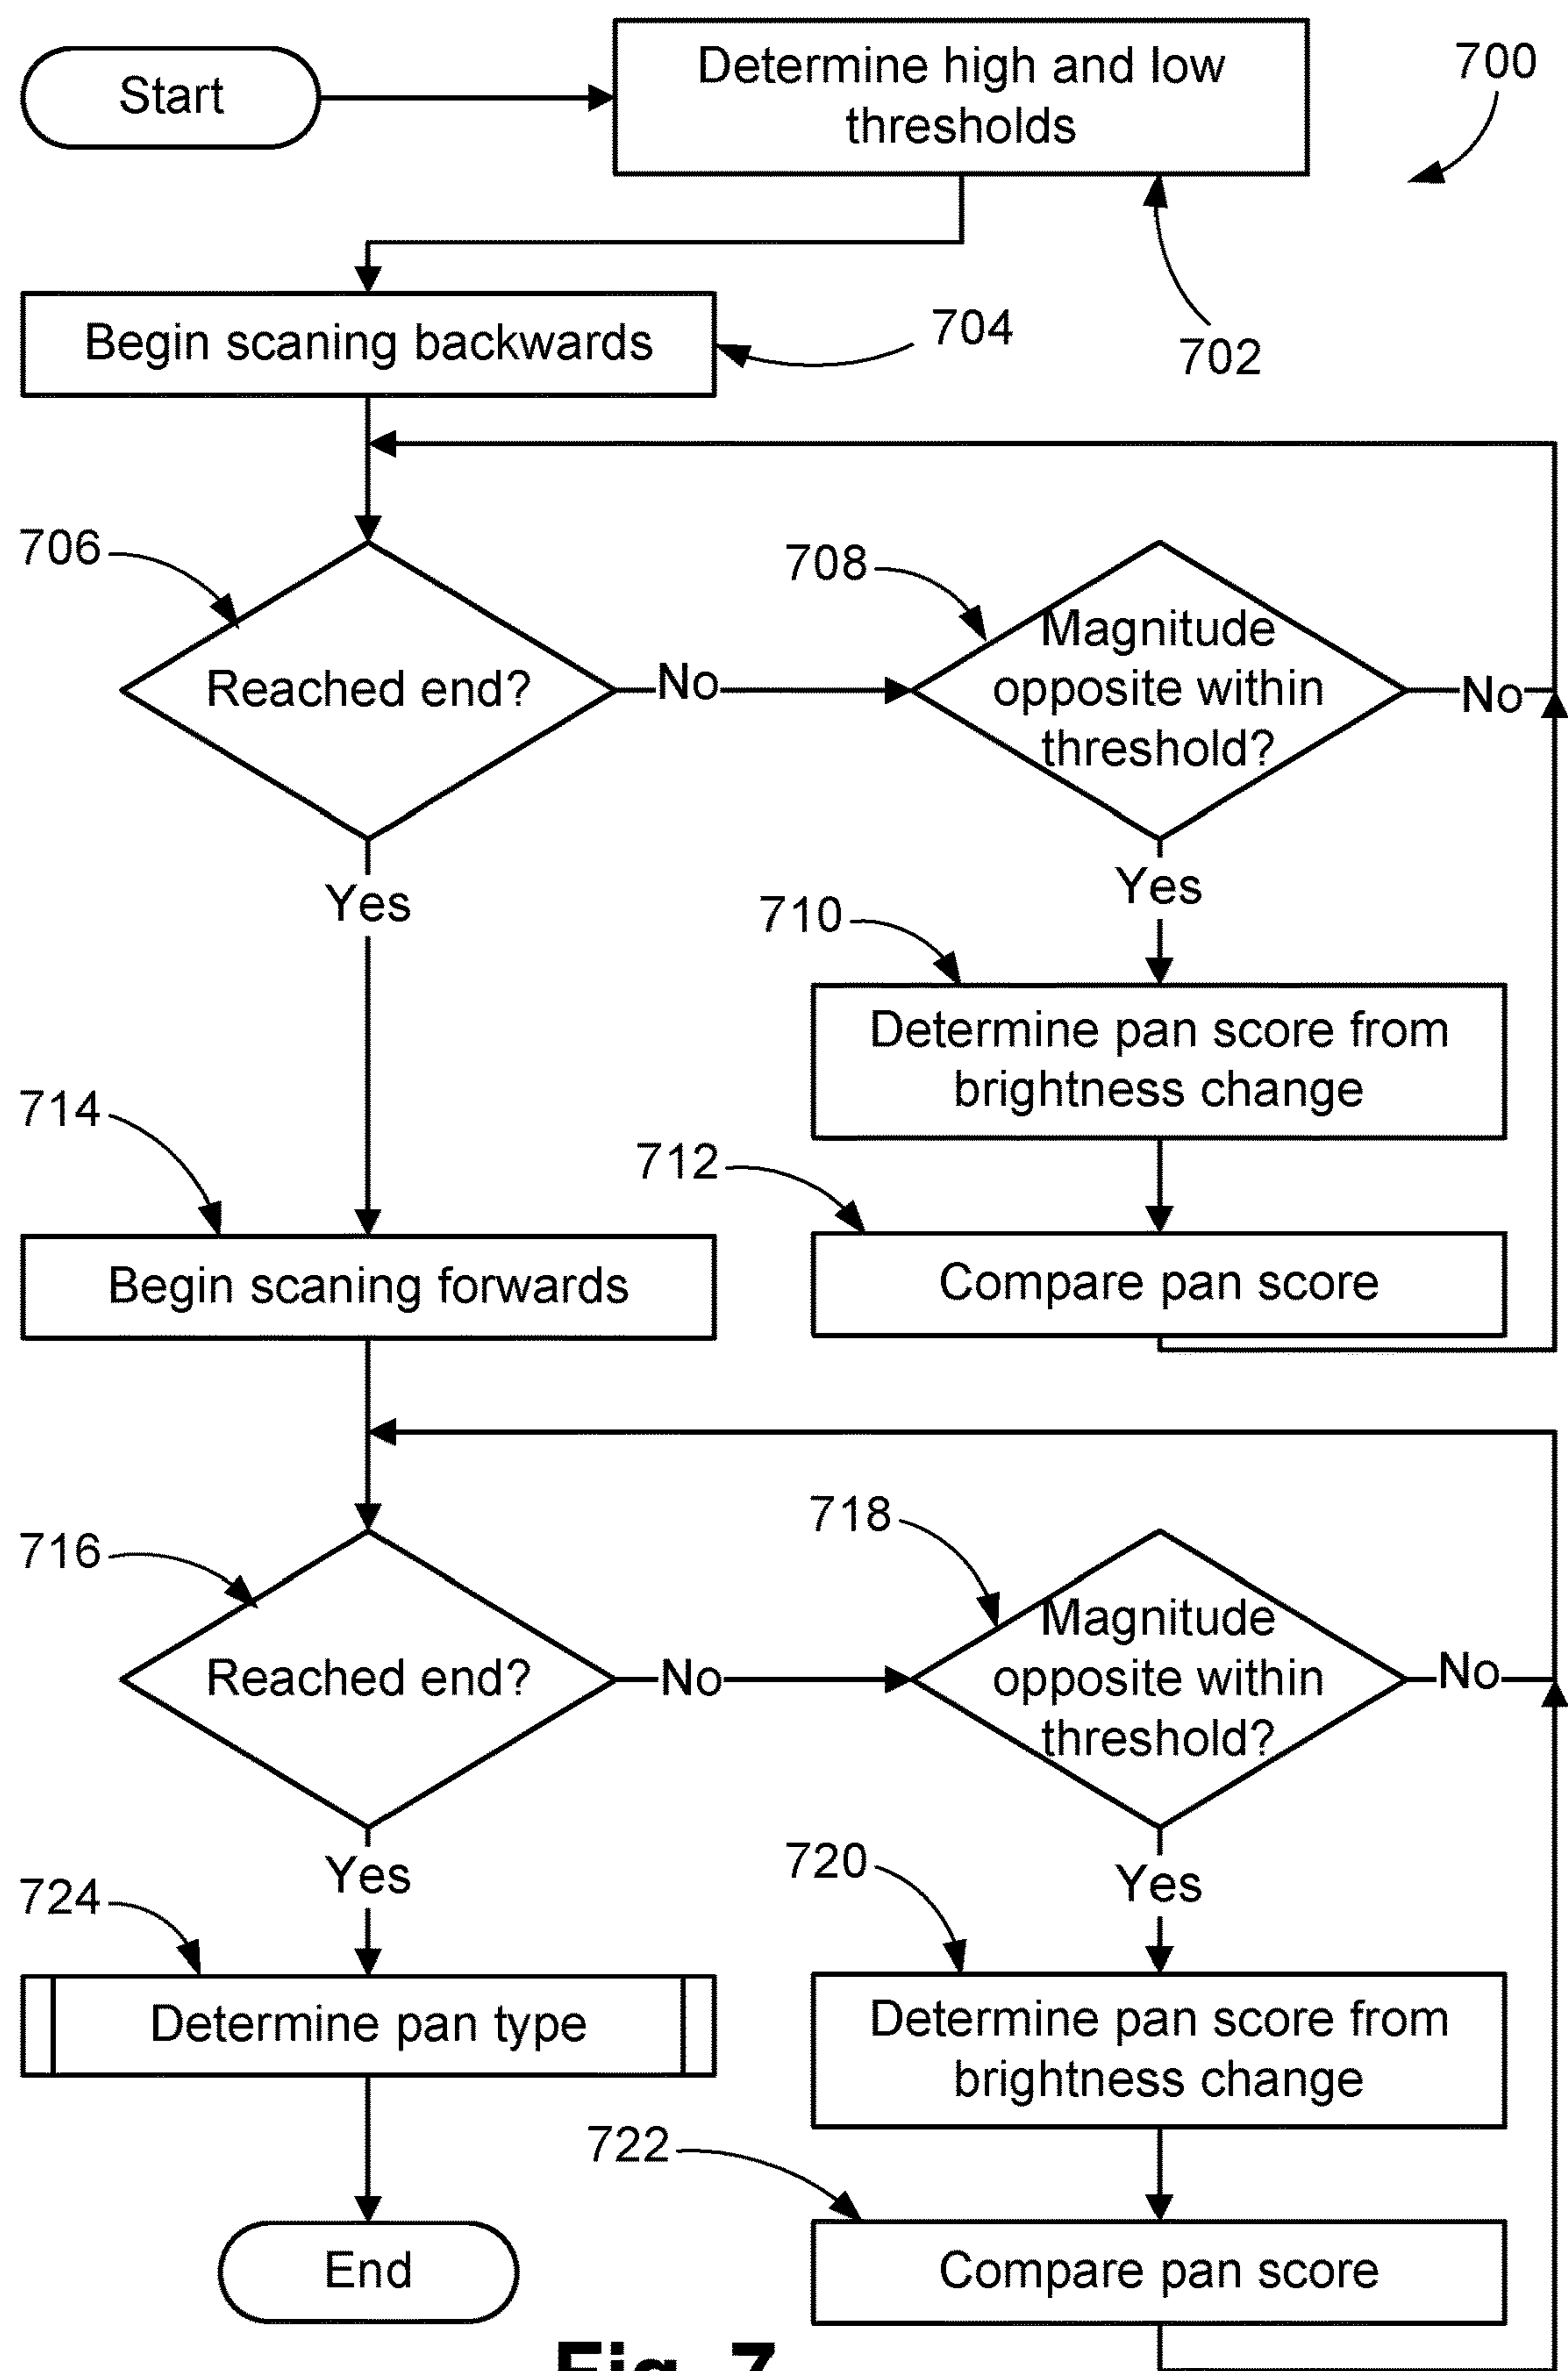 Start
Determine high and low
thresholds
700
702
Begin scaning backwards
704
706
Reached end?
No
708
Magnitude
opposite within
threshold?
No
Yes
Yes
710
Determine pan score from
brightness change
714
712
Begin scaning forwards
Compare pan score
716
Reached end?
No
718
Magnitude
opposite within
threshold?
No
Yes
Yes
720
724
Determine pan type
Determine pan score from
brightness change
722
End
Compare pan score
Fig. 7